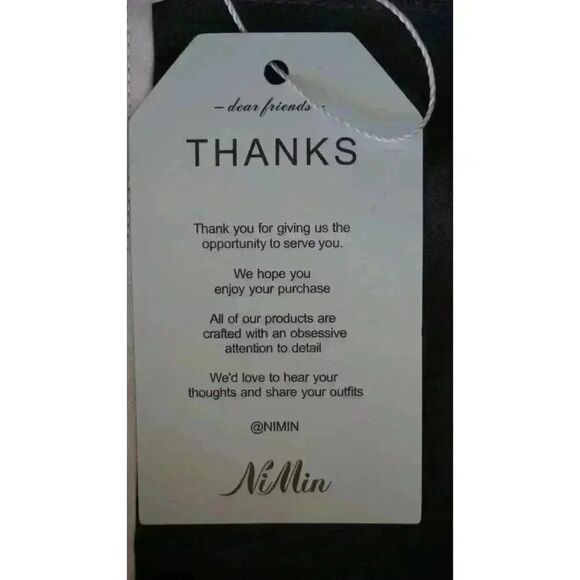 - dear friends -
THANKS
Thank you for giving us the
opportunity to serve you.
We hope you
enjoy your purchase
All of our products are
crafted with an obsessive
attention to detail
We'd love to hear your
thoughts and share your outfits
@NIMIN
NiMin